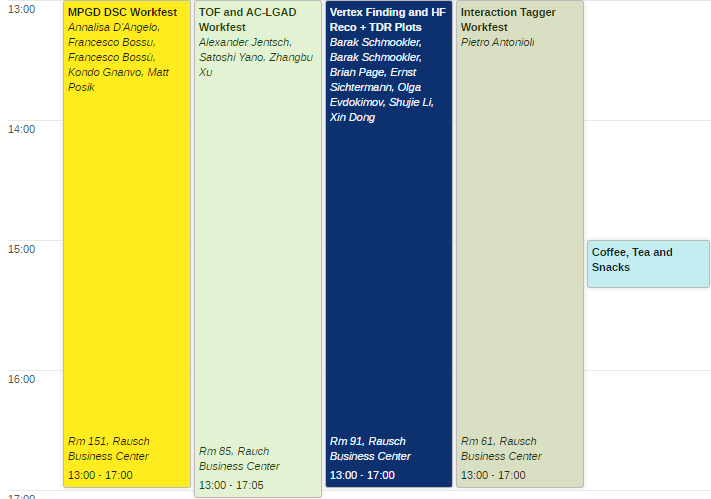 13:00
14:00
15:00
16:00
17:00
MPGD DSC Workfest
Annalisa D'Angelo,
Francesco Bossu,
Francesco Bossù,
Kondo Gnanvo, Matt
Posik
Rm 151, Rausch
Business Center
13:00 - 17:00
TOF and AC-LGAD
Workfest
Alexander Jentsch,
Satoshi Yano, Zhangbu
Xu
Rm 85, Rauch
Business Center
13:00 - 17:05
Vertex Finding and HF
Reco + TDR Plots
Barak Schmookler,
Barak Schmookler,
Brian Page, Ernst
Sichtermann, Olga
Evdokimov, Shujie Li,
Xin Dong
Rm 91, Rausch
Business Center
13:00 - 17:00
Interaction Tagger
Workfest
Pietro Antonioli
Rm 61, Rausch
Business Center
13:00 - 17:00
Coffee, Tea and
Snacks